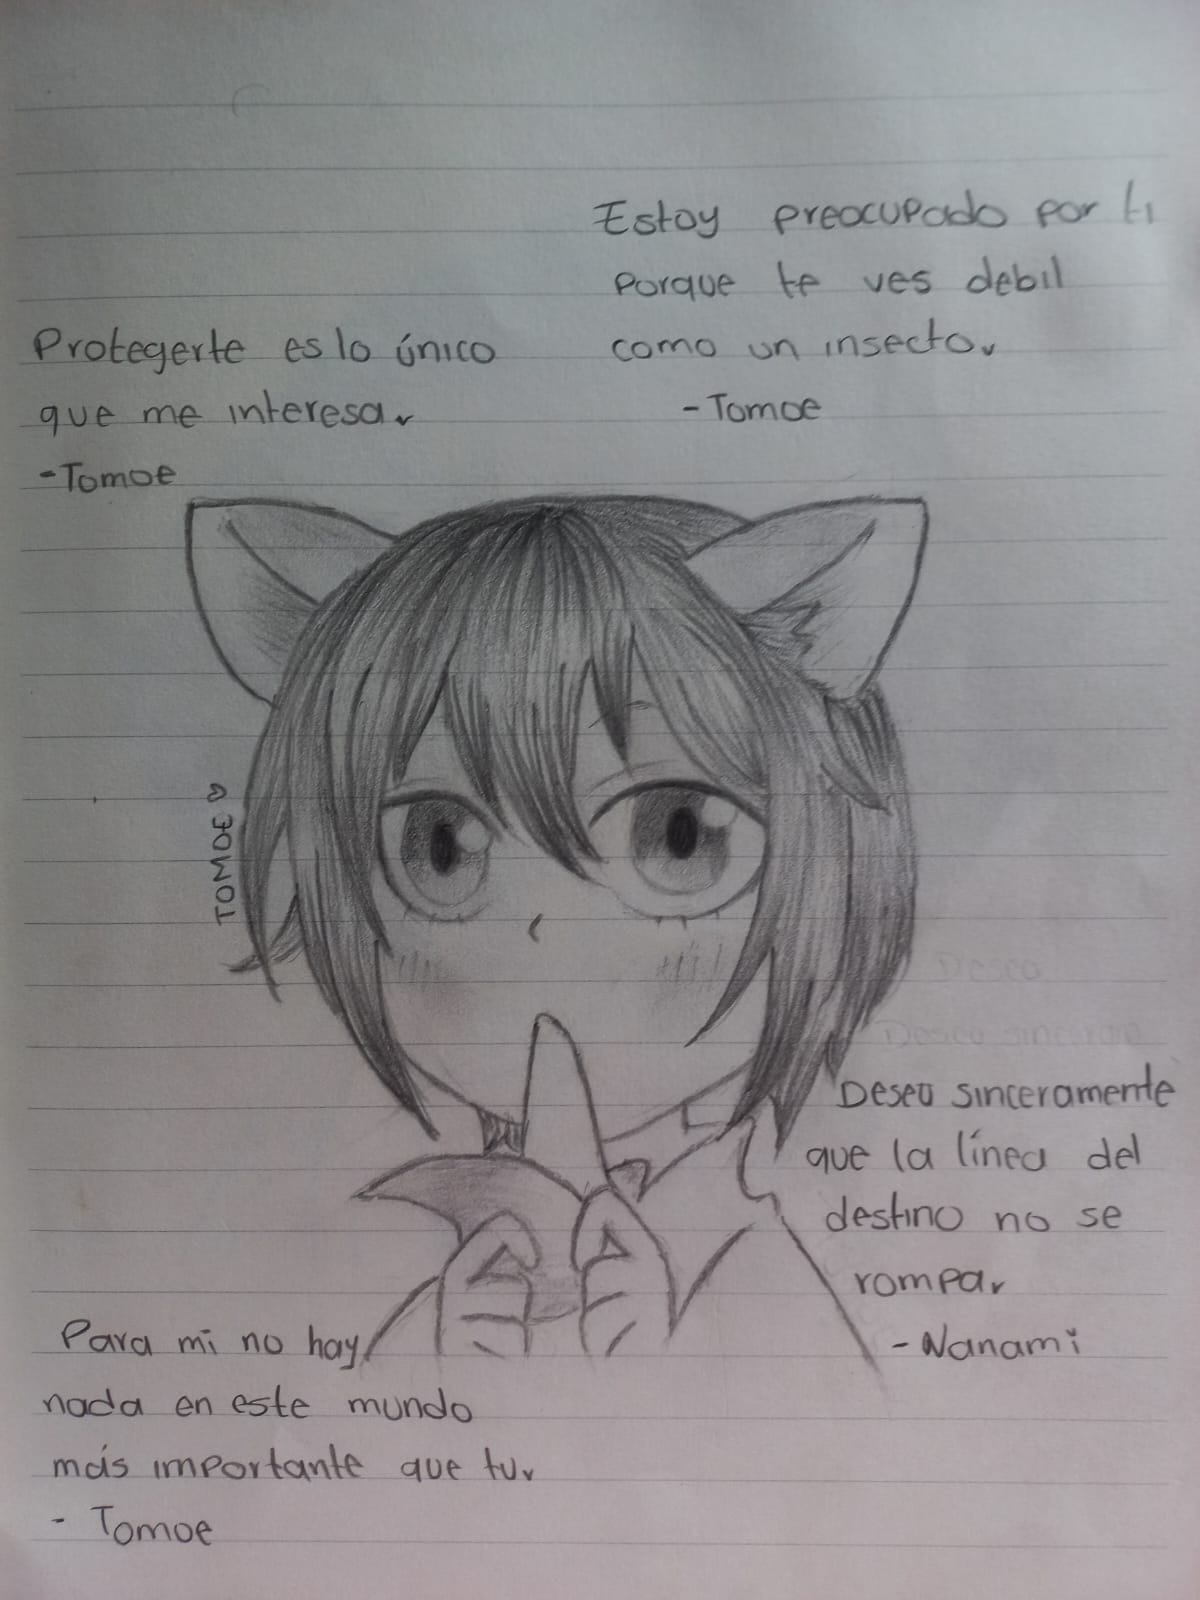 Estoy preocupado por ti
porque te ves debil
como un insecto.
- Tomoe
Protegerte es lo único
que me interesa.
- Tomoe
TOMOE ♡
Deseo
Deseo sincera
Deseo sinceramente
que la línea del
destino no se
rompa.
- Nanami
Para mi no hay
nada en este mundo
más importante que tu.
- Tomoe